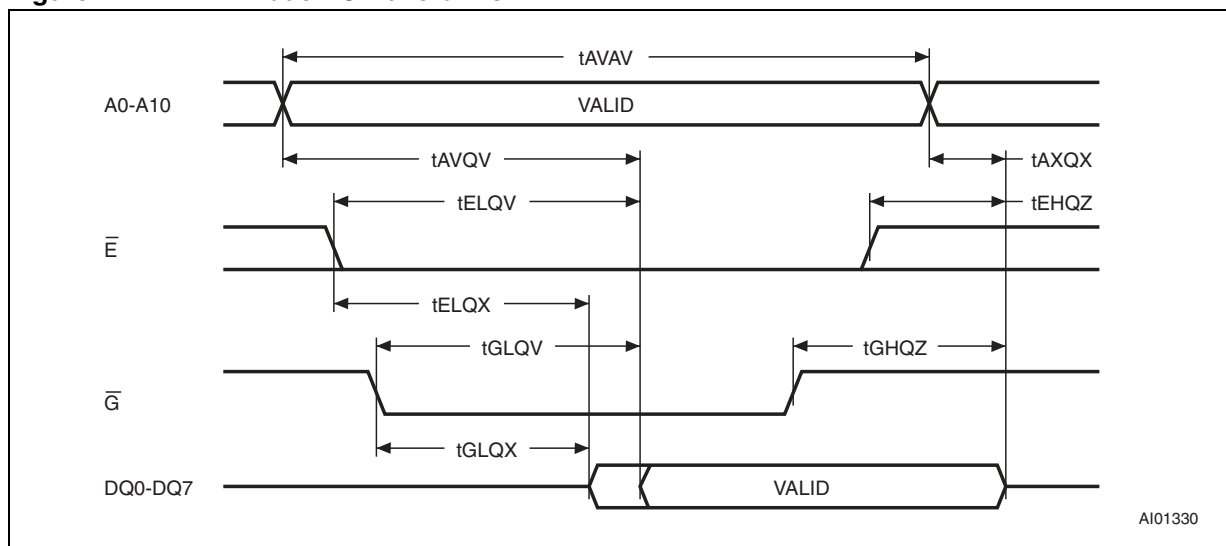 tAVAV
A0-A10
VALID
tAVQV
tAXQX
tELQV
tEHQZ
E̅
tELQX
tGLQV
tGHQZ
G̅
tGLQX
DQ0-DQ7
VALID
AI01330